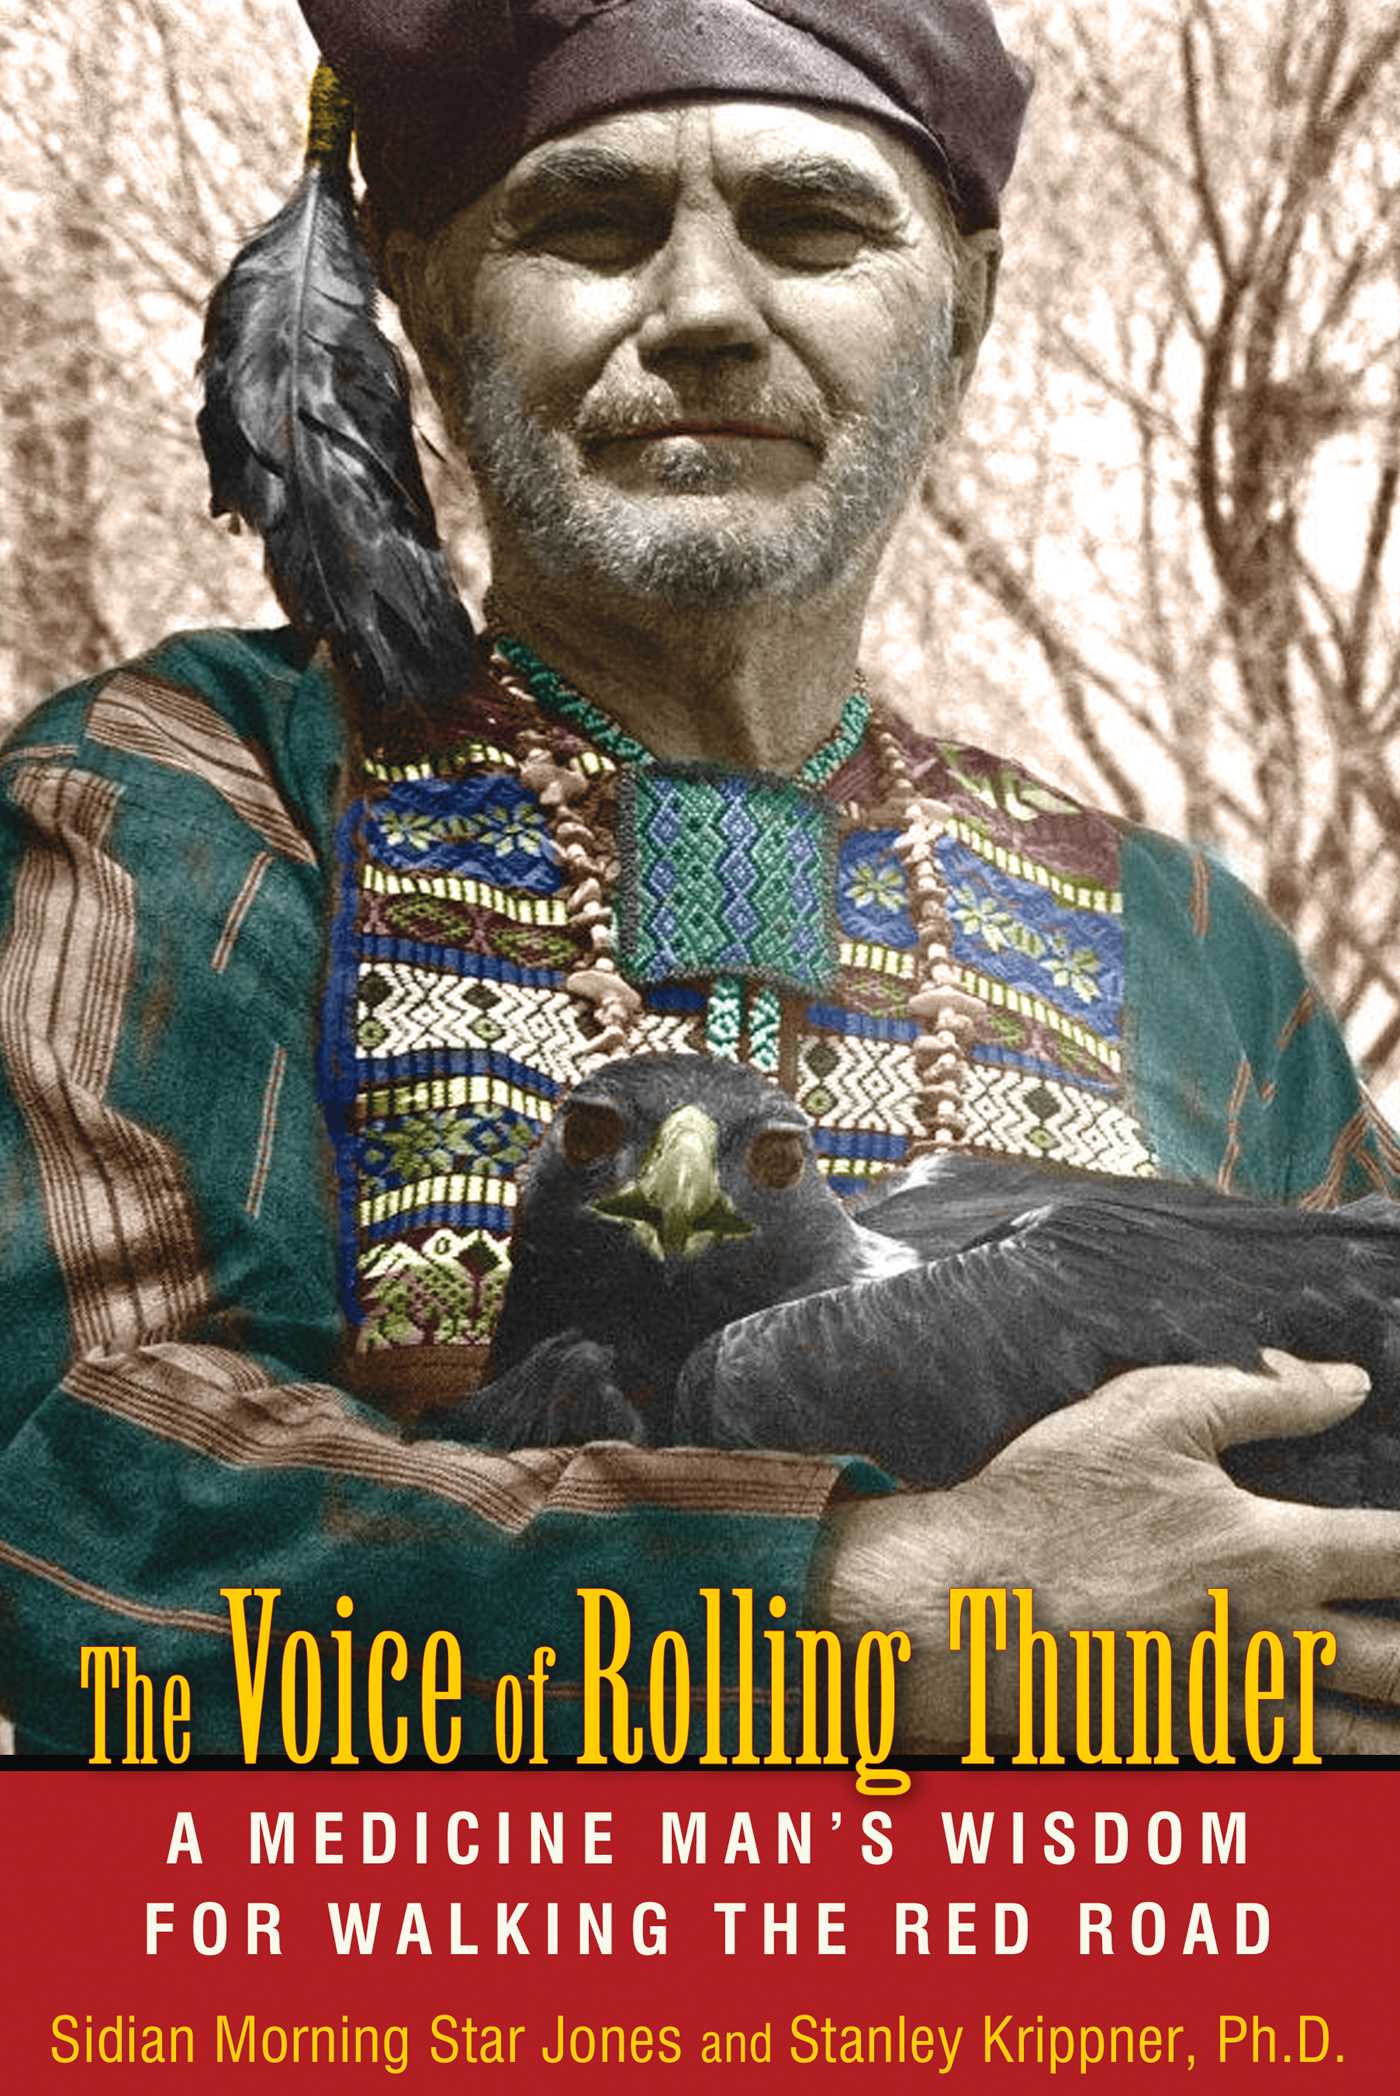 The Voice of Rolling Thunder
A MEDICINE MAN'S WISDOM
FOR WALKING THE RED ROAD
Sidian Morning Star Jones and Stanley Krippner, Ph.D.